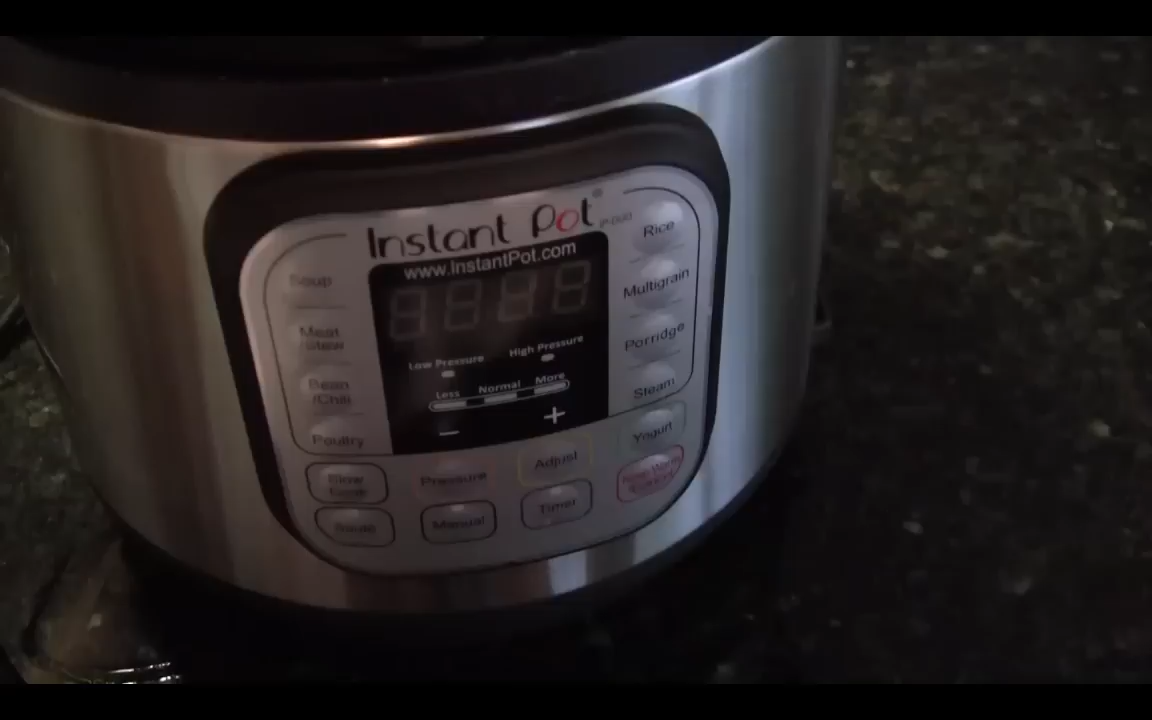 Instant Pot®
www.InstantPot.com
Soup
Meat
/Stew
Bean
/Chili
Poultry
Low Pressure
High Pressure
Less
Normal
More
−
+
Rice
Multigrain
Porridge
Steam
Yogurt
Slow
Cook
Pressure
Adjust
Keep Warm
Sauté
Manual
Timer